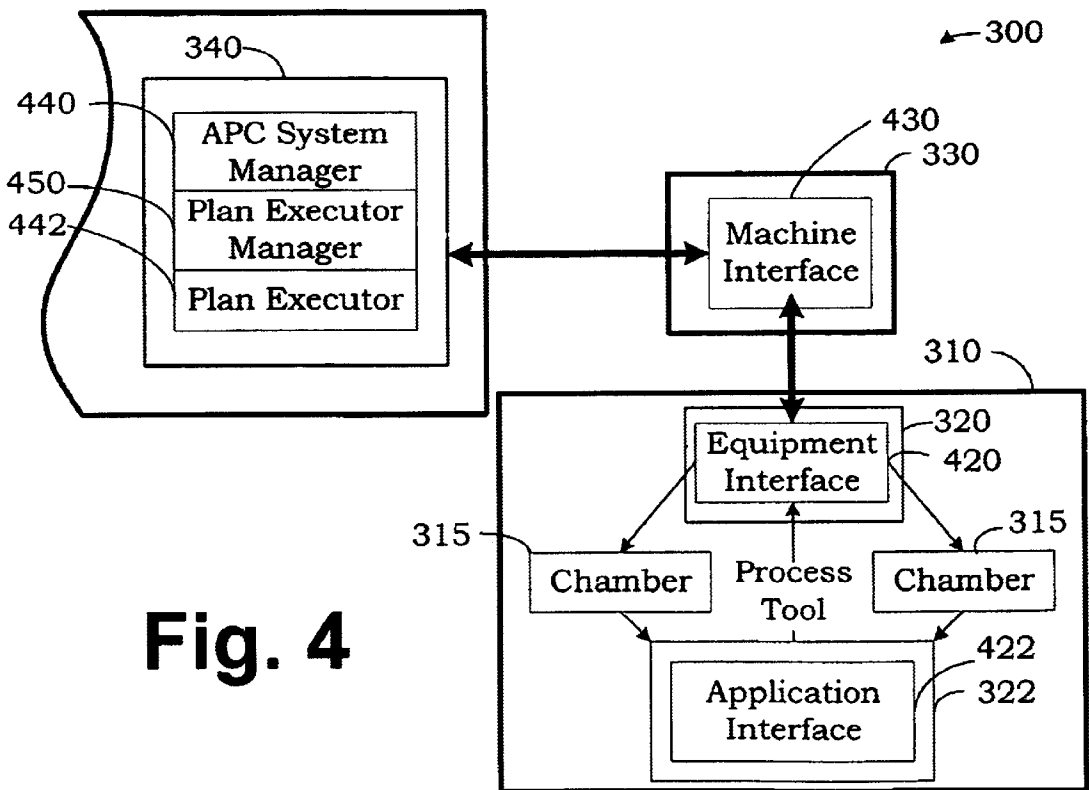 300
340
440
APC System
Manager
450
Plan Executor
Manager
442
Plan Executor
430
330
Machine
Interface
310
Equipment
Interface
320
420
315
Chamber
Process
Tool
315
Chamber
Fig. 4
Application
Interface
422
322